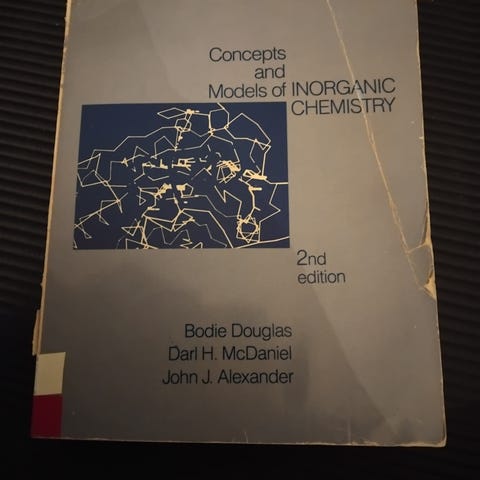 Concepts
and
Models of INORGANIC
CHEMISTRY
2nd
edition
Bodie Douglas
Darl H. McDaniel
John J. Alexander